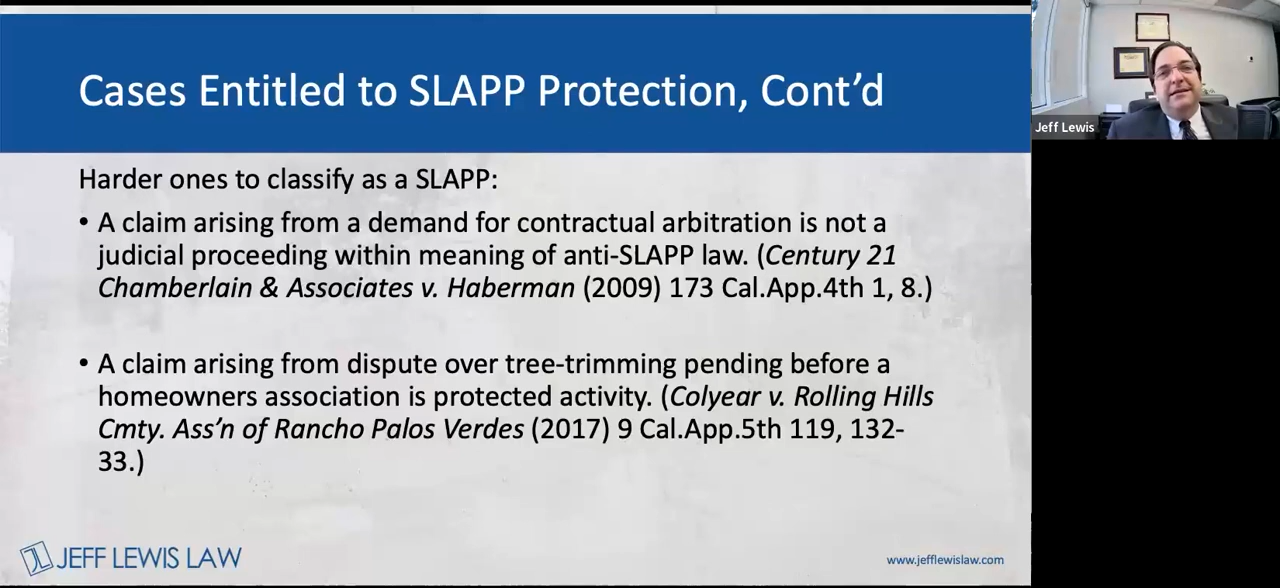 Cases Entitled to SLAPP Protection, Cont’d
Jeff Lewis
Harder ones to classify as a SLAPP:
• A claim arising from a demand for contractual arbitration is not a
judicial proceeding within meaning of anti-SLAPP law. (Century 21
Chamberlain & Associates v. Haberman (2009) 173 Cal.App.4th 1, 8.)
• A claim arising from dispute over tree-trimming pending before a
homeowners association is protected activity. (Colyear v. Rolling Hills
Cmty. Ass’n of Rancho Palos Verdes (2017) 9 Cal.App.5th 119, 132-
33.)
JEFF LEWIS LAW
www.jefflewislaw.com